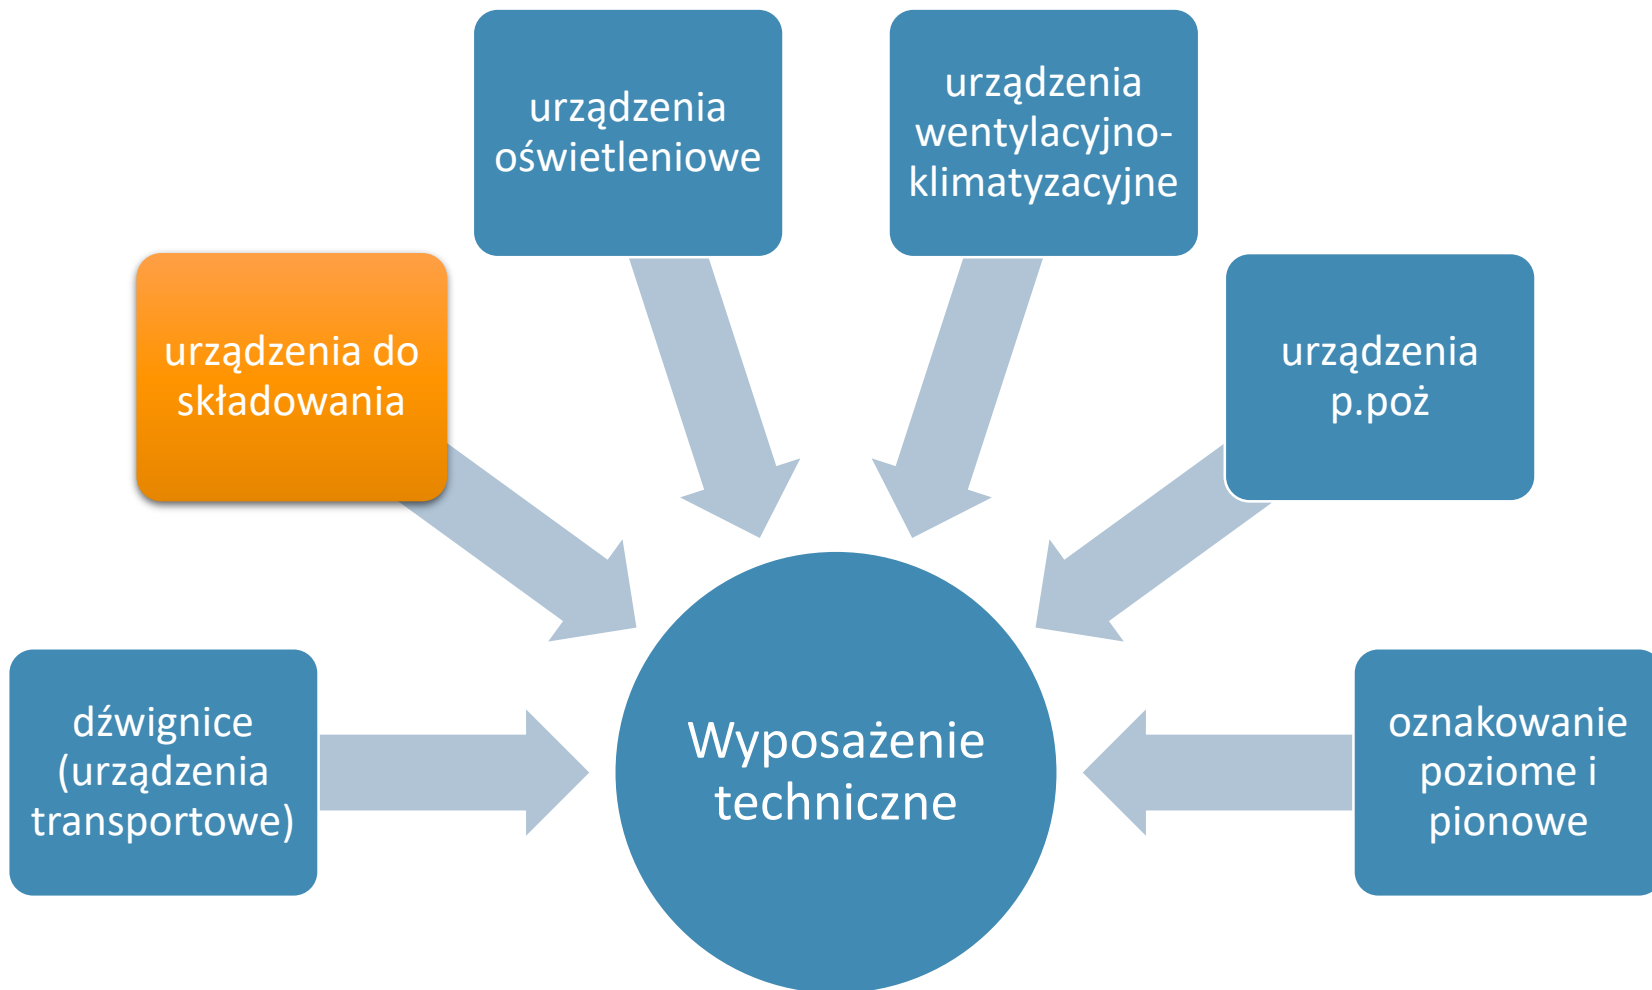 urządzenia
oświetleniowe
urządzenia
wentylacyjno-
klimatyzacyjne
urządzenia do
składowania
urządzenia
p.poż
dźwignice
(urządzenia
transportowe)
Wyposażenie
techniczne
oznakowanie
poziome i
pionowe